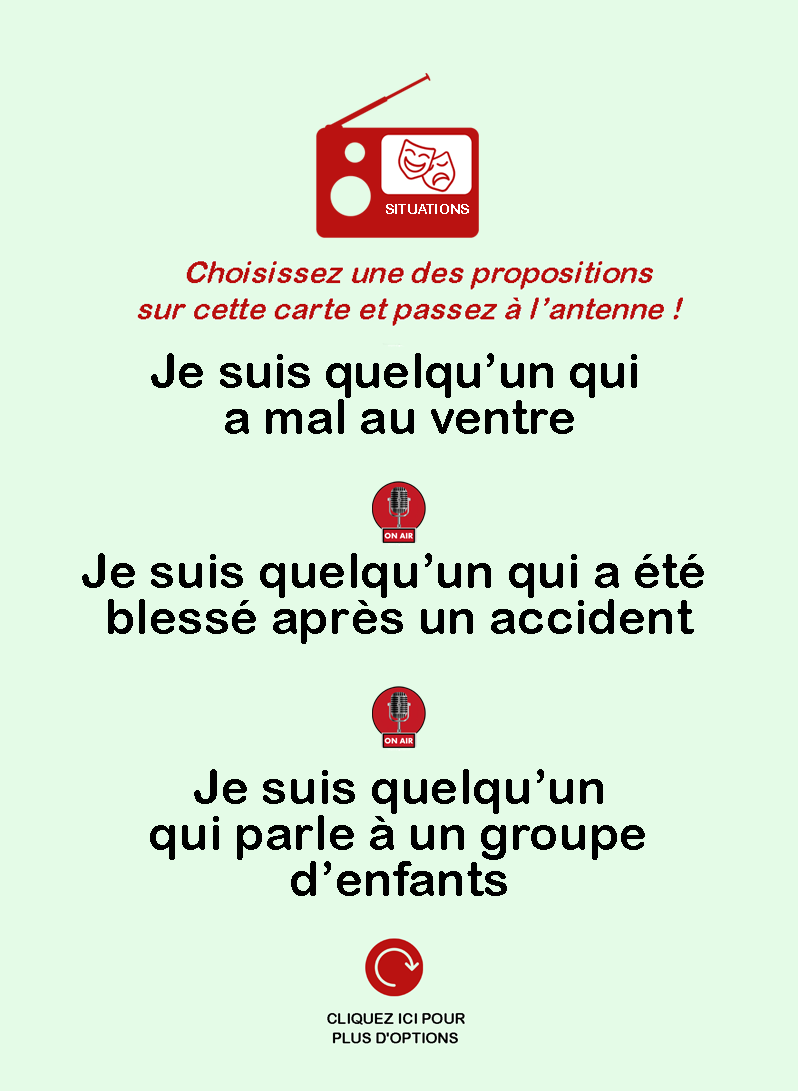 SITUATIONS
Choisissez une des propositions
sur cette carte et passez à l’antenne !
Je suis quelqu’un qui
a mal au ventre
ON AIR
Je suis quelqu’un qui a été
blessé après un accident
ON AIR
Je suis quelqu’un
qui parle à un groupe
d’enfants
CLIQUEZ ICI POUR
PLUS D'OPTIONS